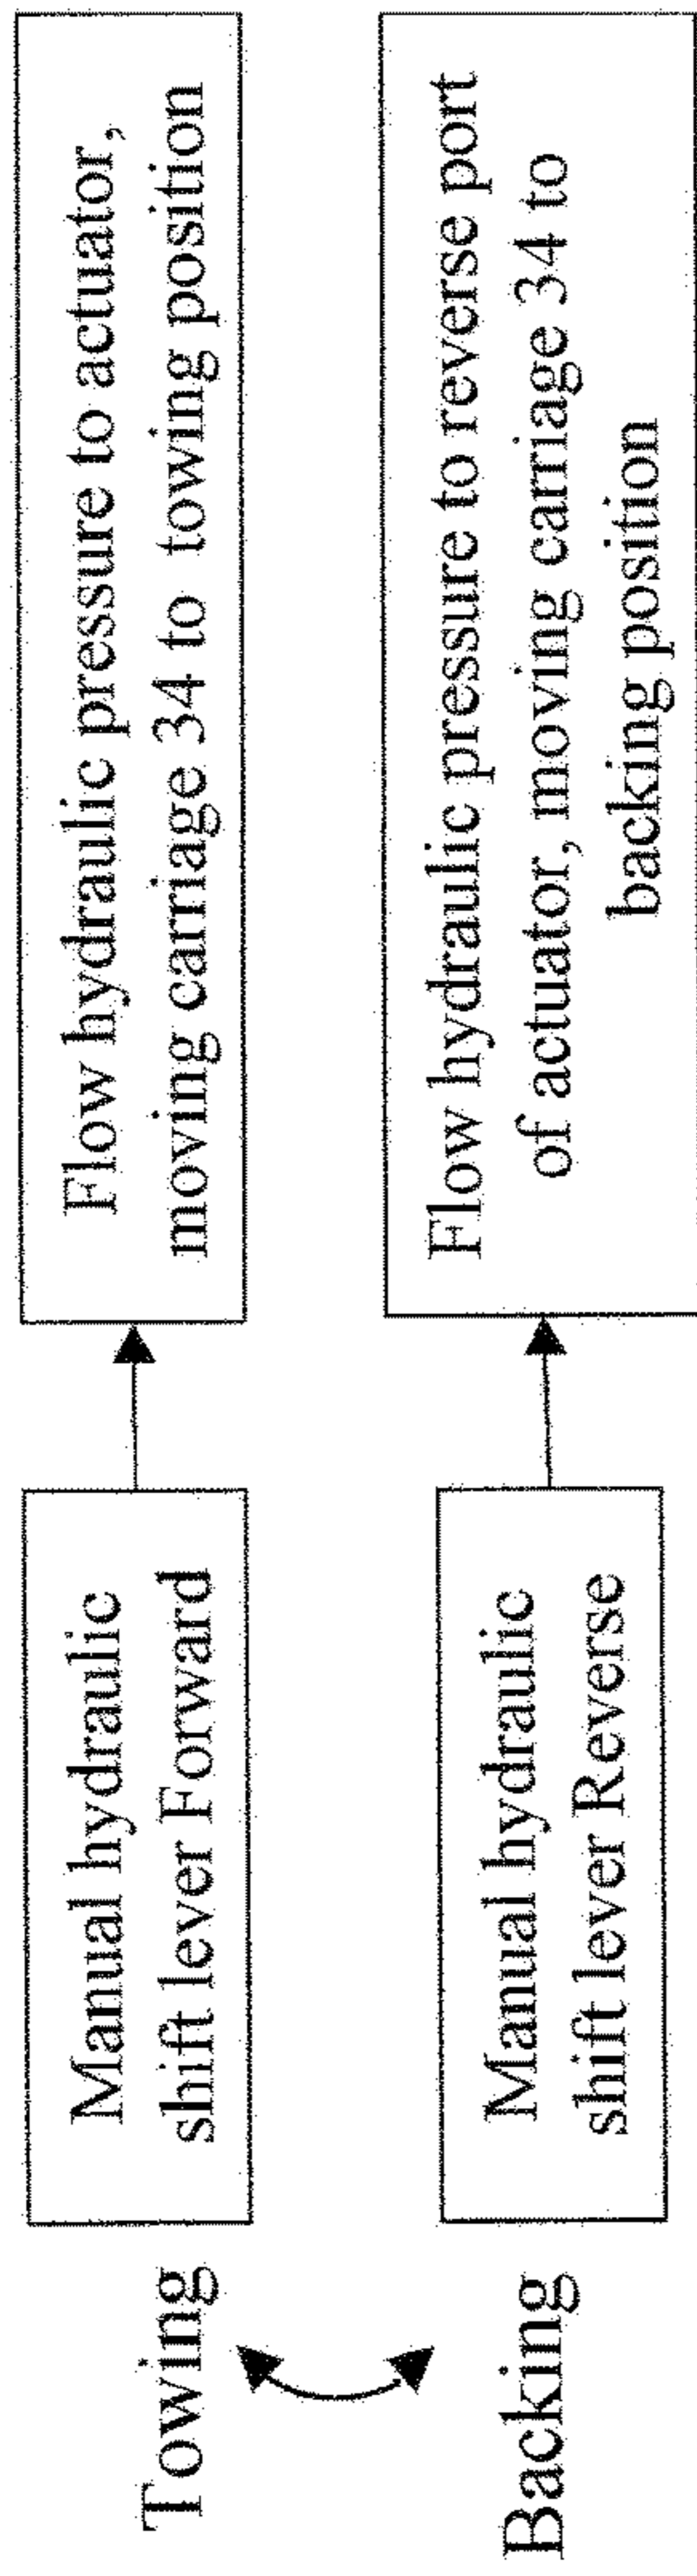 Towing
Manual hydraulic
shift lever Forward
Flow hydraulic pressure to actuator,
moving carriage 34 to towing position
Backing
Manual hydraulic
shift lever Reverse
Flow hydraulic pressure to reverse port
of actuator, moving carriage 34 to
backing position